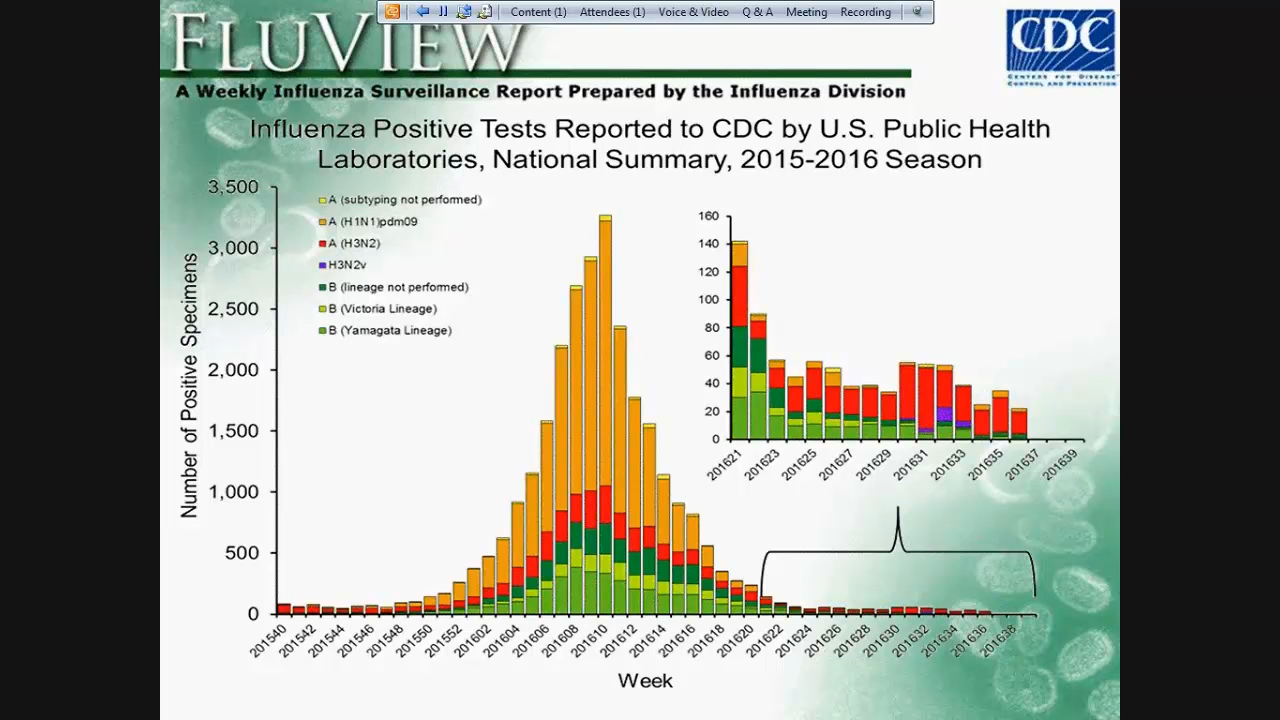 Content (1) Attendees (1) Voice & Video Q & A Meeting Recording
FLUVIEW
CDC
CENTERS FOR DISEASE
CONTROL AND PREVENTION
A Weekly Influenza Surveillance Report Prepared by the Influenza Division
Influenza Positive Tests Reported to CDC by U.S. Public Health
Laboratories, National Summary, 2015-2016 Season
Number of Positive Specimens
3,500
3,000
2,500
2,000
1,500
1,000
500
0
A (subtyping not performed)
A (H1N1)pdm09
A (H3N2)
H3N2v
B (lineage not performed)
B (Victoria Lineage)
B (Yamagata Lineage)
160
140
120
100
80
60
40
20
0
201621 201623 201625 201627 201629 201631 201633 201635 201637 201639
201540 201542 201544 201546 201548 201550 201552 201602 201604 201606 201608 201610 201612 201614 201616 201618 201620 201622 201624 201626 201628 201630 201632 201634 201636 201638
Week